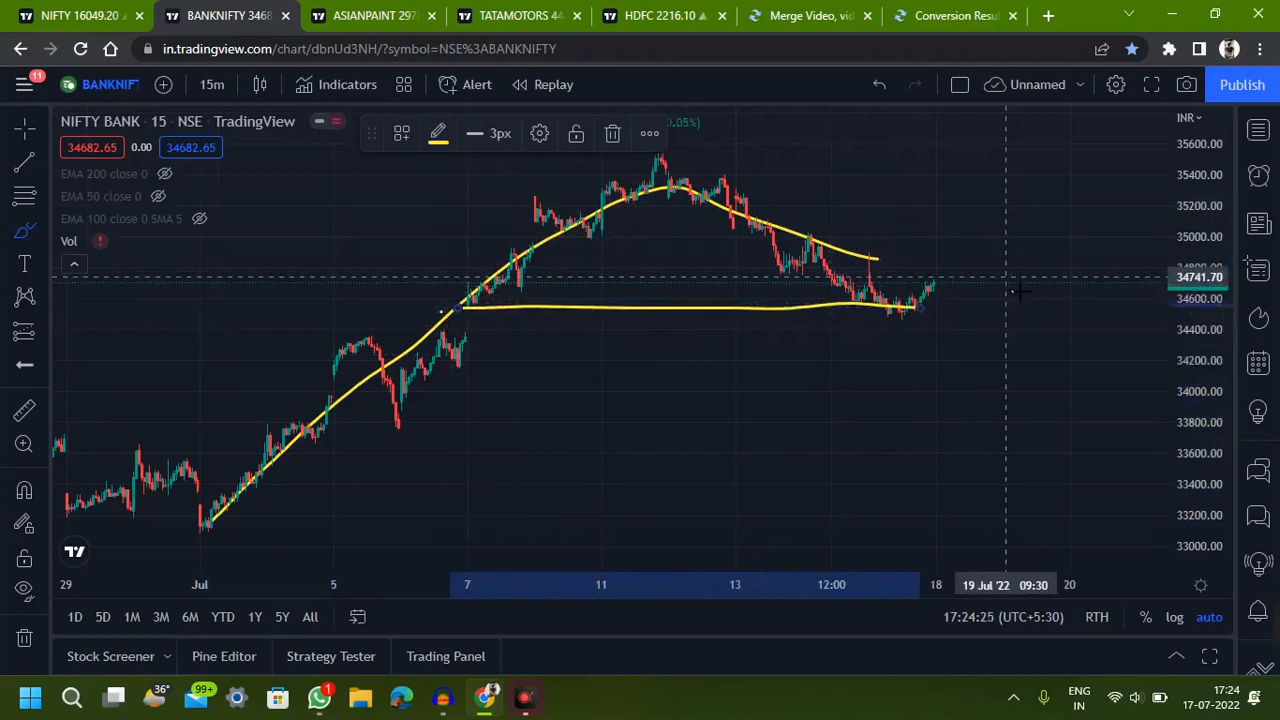 NIFTY 16049.20
BANKNIFTY 3468
ASIANPAINT 297
TATAMOTORS 44
HDFC 2216.10
Merge Video, vid
Conversion Resul
in.tradingview.com/chart/dbnUd3NH/?symbol=NSE%3ABANKNIFTY
11
BANKNIFT
15m
Indicators
Alert
Replay
Unnamed
Publish
NIFTY BANK · 15 · NSE · TradingView
0.05%)
INR
34682.65
0.00
34682.65
3px
EMA 200 close 0
EMA 50 close 0
EMA 100 close 0 SMA 5
Vol
35600.00
35400.00
35200.00
35000.00
34741.70
34600.00
34400.00
34200.00
34000.00
33800.00
33600.00
33400.00
33200.00
33000.00
29
Jul
5
7
11
13
12:00
18
19 Jul '22 09:30
20
1D
5D
1M
3M
6M
YTD
1Y
5Y
All
17:24:25 (UTC+5:30)
RTH
%
log
auto
Stock Screener
Pine Editor
Strategy Tester
Trading Panel
36°
99+
1
ENG
IN
17:24
17-07-2022